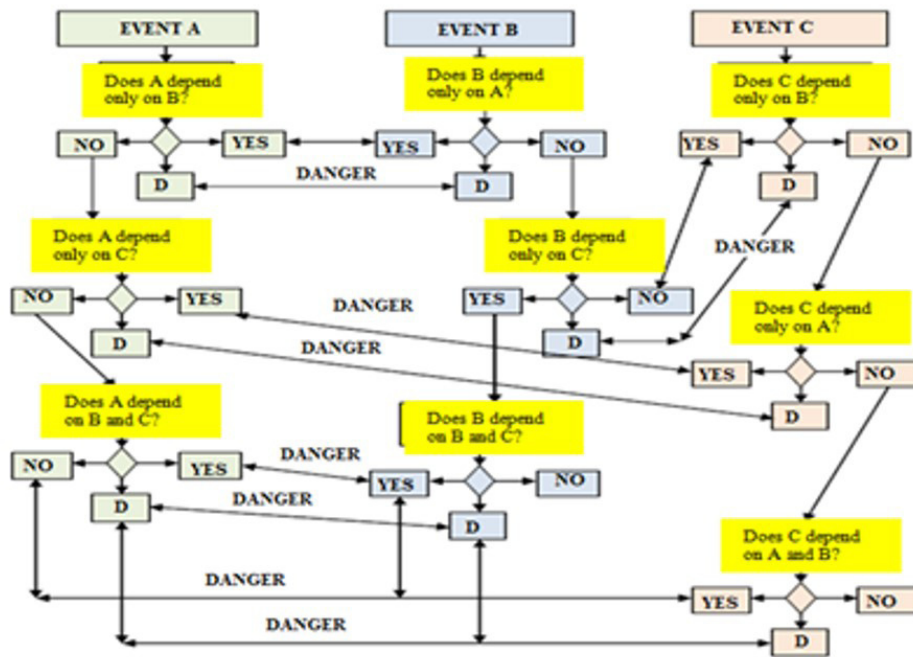 EVENT A
EVENT B
EVENT C
Does A depend
only on B?
Does B depend
only on A?
Does C depend
only on B?
NO
YES
YES
NO
YES
NO
D
DANGER
D
D
Does A depend
only on C?
Does B depend
only on C?
DANGER
NO
YES
DANGER
YES
NO
Does C depend
only on A?
D
DANGER
D
YES
NO
Does A depend
on B and C?
Does B depend
on B and C?
D
NO
YES
DANGER
YES
NO
D
DANGER
D
Does C depend
on A and B?
DANGER
YES
NO
DANGER
D